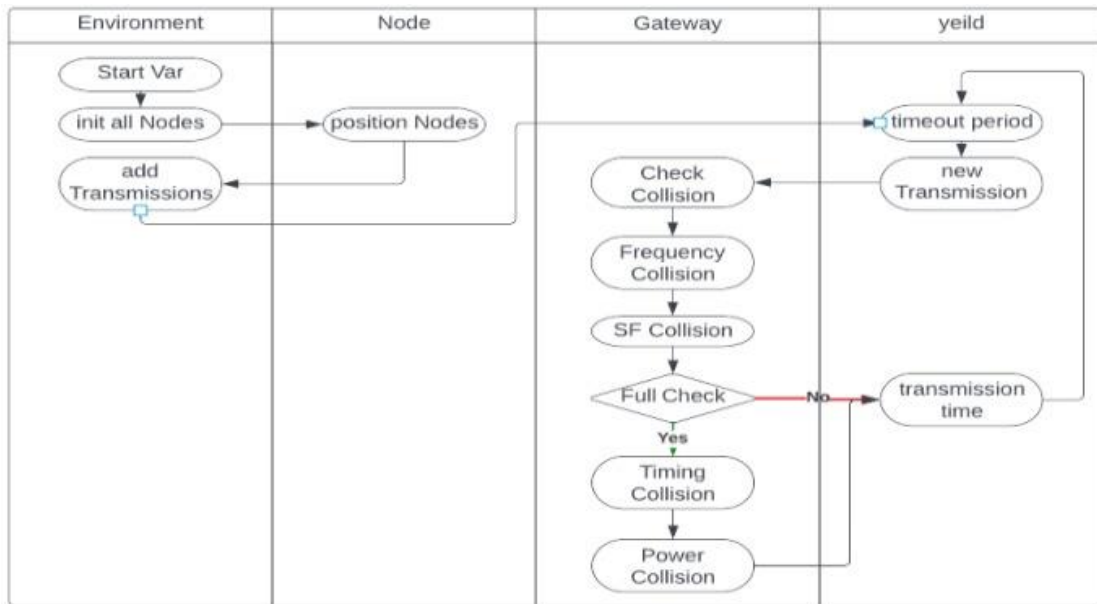 Environment
Node
Gateway
yeild
Start Var
init all Nodes
position Nodes
timeout period
add
Transmissions
Check
Collision
new
Transmission
Frequency
Collision
SF Collision
Full Check
No
transmission
time
Yes
Timing
Collision
Power
Collision